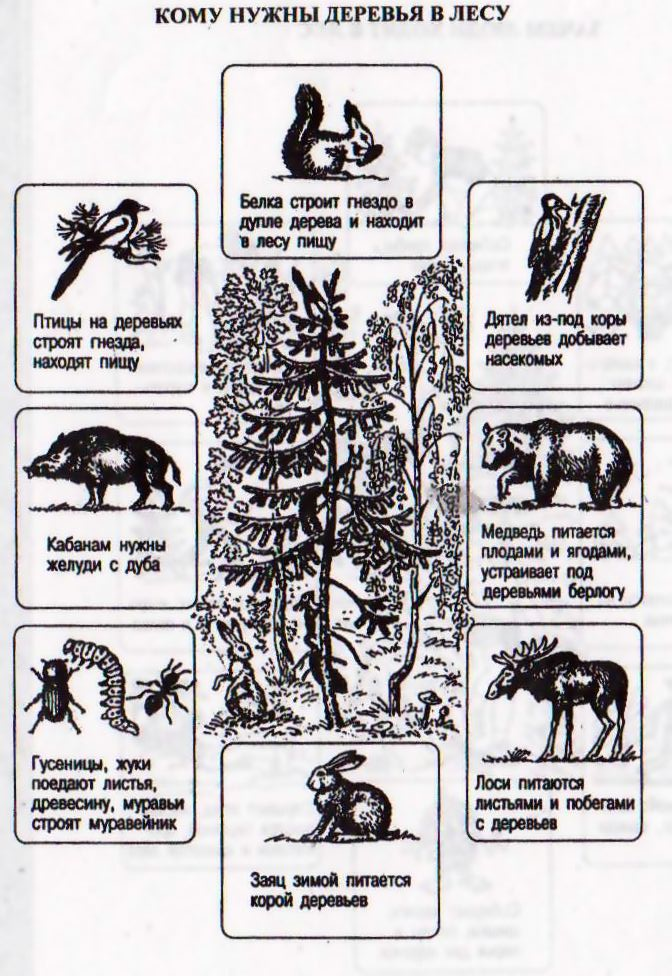 КОМУ НУЖНЫ ДЕРЕВЬЯ В ЛЕСУ
Белка строит гнездо в
дупле дерева и находит
в лесу пищу
Птицы на деревьях
строят гнезда,
находят пищу
Дятел из-под коры
деревьев добывает
насекомых
Кабанам нужны
желуди с дуба
Медведь питается
плодами и ягодами,
устраивает под
деревьями берлогу
Гусеницы, жуки
поедают листья,
древесину, муравьи
строят муравейник
Лоси питаются
листьями и побегами
с деревьев
Заяц зимой питается
корой деревьев